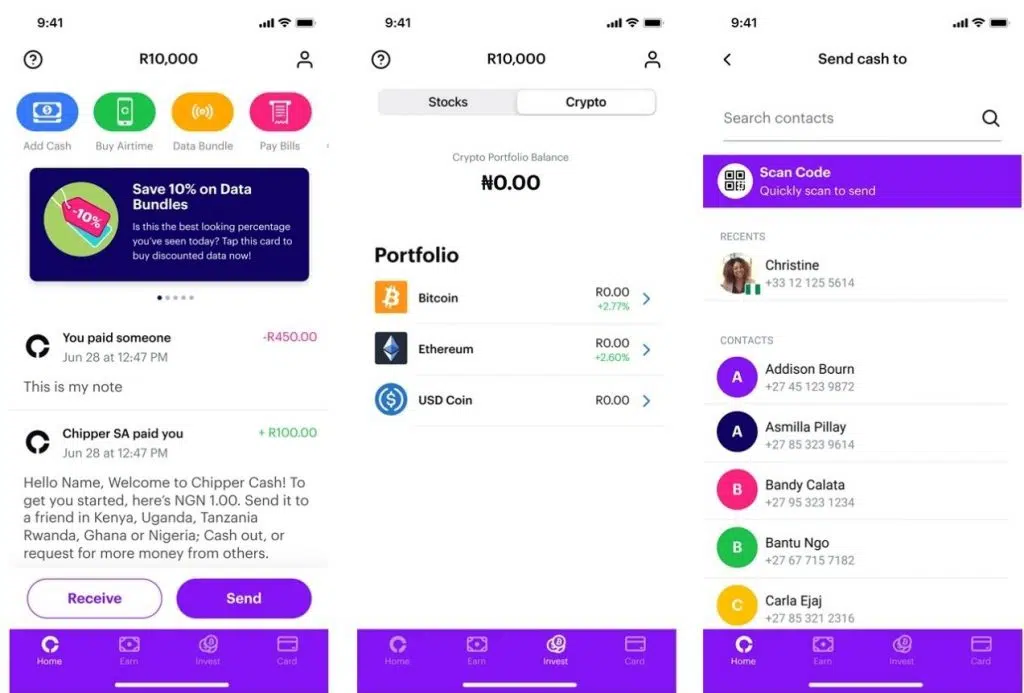 9:41
R10,000
Add Cash
Buy Airtime
Data Bundle
Pay Bills
-10%
Save 10% on Data
Bundles
Is this the best looking percentage
you've seen today? Tap this card to
buy discounted data now!
You paid someone
-R450.00
Jun 28 at 12:47 PM
This is my note
Chipper SA paid you
+ R100.00
Jun 28 at 12:47 PM
Hello Name, Welcome to Chipper Cash! To
get you started, here's NGN 1.00. Send it to
a friend in Kenya, Uganda, Tanzania
Rwanda, Ghana or Nigeria; Cash out, or
request for more money from others.
Receive
Send
Home
Earn
Invest
Card
9:41
R10,000
Stocks
Crypto
Crypto Portfolio Balance
₦0.00
Portfolio
Bitcoin
R0.00
+2.77%
Ethereum
R0.00
+2.60%
USD Coin
R0.00
Home
Earn
Invest
Card
9:41
Send cash to
Search contacts
Scan Code
Quickly scan to send
RECENTS
Christine
+33 12 125 5614
CONTACTS
A
Addison Bourn
+27 45 123 9872
A
Asmilla Pillay
+27 85 323 9614
B
Bandy Calata
+27 95 323 1234
B
Bantu Ngo
+27 67 715 7182
C
Carla Ejaj
+27 85 321 2316
Home
Earn
Invest
Card